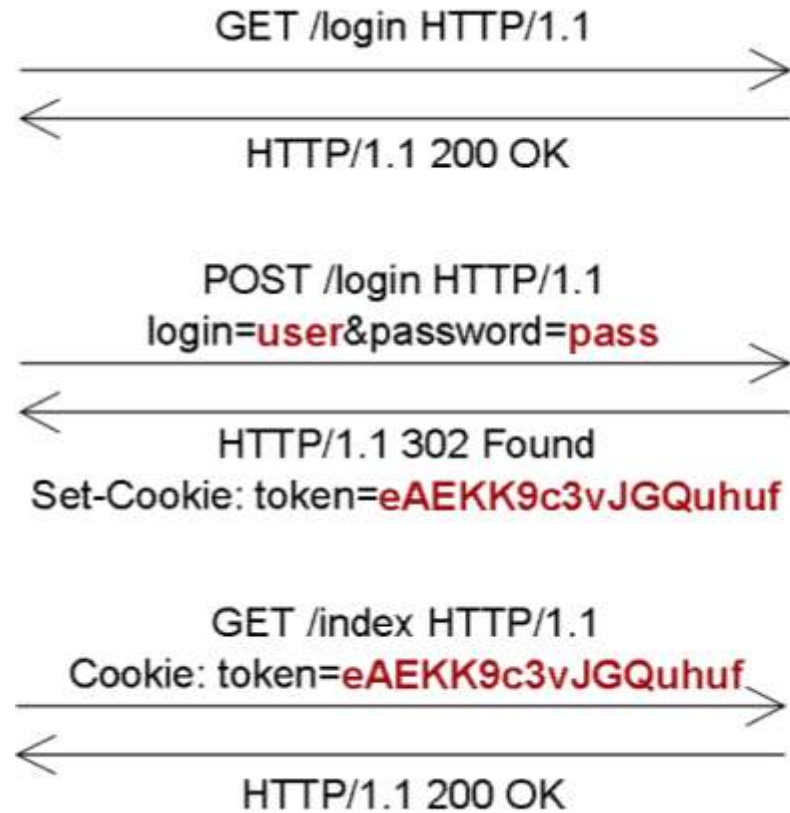 GET /login HTTP/1.1
HTTP/1.1 200 OK
POST /login HTTP/1.1
login=user&password=pass
HTTP/1.1 302 Found
Set-Cookie: token=eAEKK9c3vJGQuhuf
GET /index HTTP/1.1
Cookie: token=eAEKK9c3vJGQuhuf
HTTP/1.1 200 OK